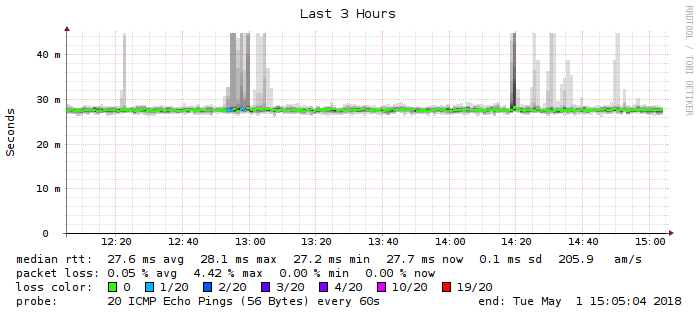 Last 3 Hours
RRDTOOL / TOBI OETIKER
Seconds
40 m
30 m
20 m
10 m
0
12:20 12:40 13:00 13:20 13:40 14:00 14:20 14:40 15:00
median rtt: 27.6 ms avg 28.1 ms max 27.2 ms min 27.7 ms now 0.1 ms sd 205.9 am/s
packet loss: 0.05 % avg 4.42 % max 0.00 % min 0.00 % now
loss color: 0 1/20 2/20 3/20 4/20 10/20 19/20
probe: 20 ICMP Echo Pings (56 Bytes) every 60s end: Tue May 1 15:05:04 2018